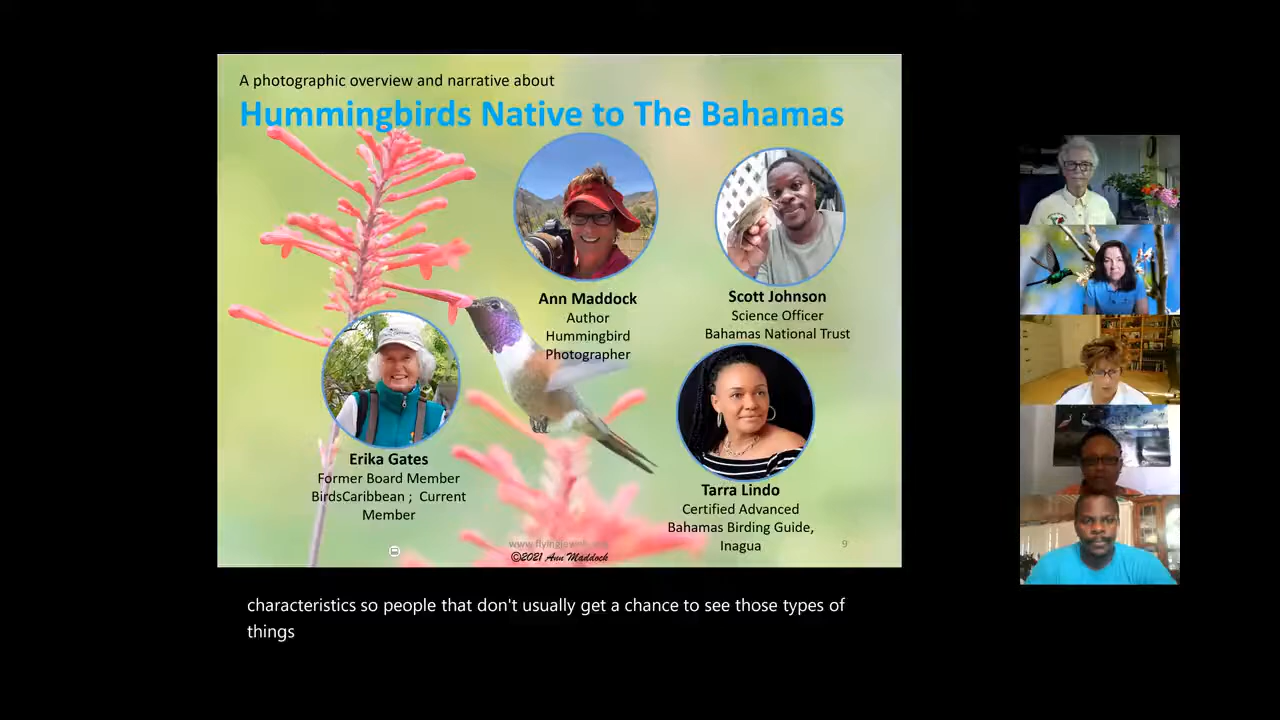 A photographic overview and narrative about
Hummingbirds Native to The Bahamas
Ann Maddock
Author
Hummingbird
Photographer
Scott Johnson
Science Officer
Bahamas National Trust
Erika Gates
Former Board Member
BirdsCaribbean ; Current
Member
Tarra Lindo
Certified Advanced
Bahamas Birding Guide,
Inagua
©2021 Ann Maddock
9
characteristics so people that don't usually get a chance to see those types of
things